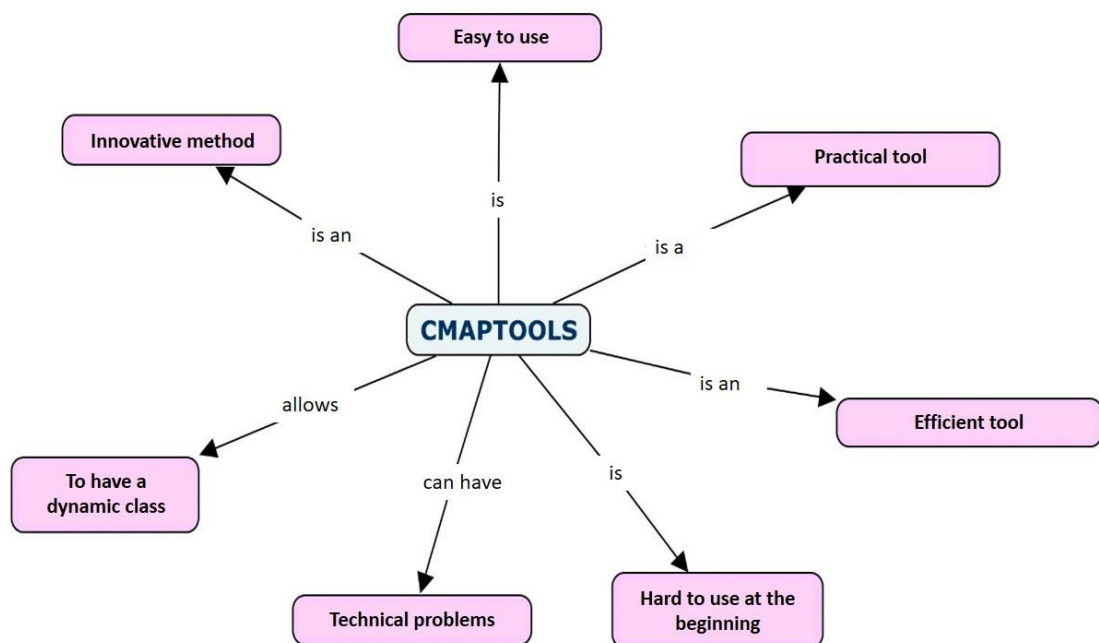 Easy to use
Innovative method
Practical tool
is
is an
is a
CMAPTOOLS
is an
allows
Efficient tool
To have a
dynamic class
can have
is
Technical problems
Hard to use at the
beginning